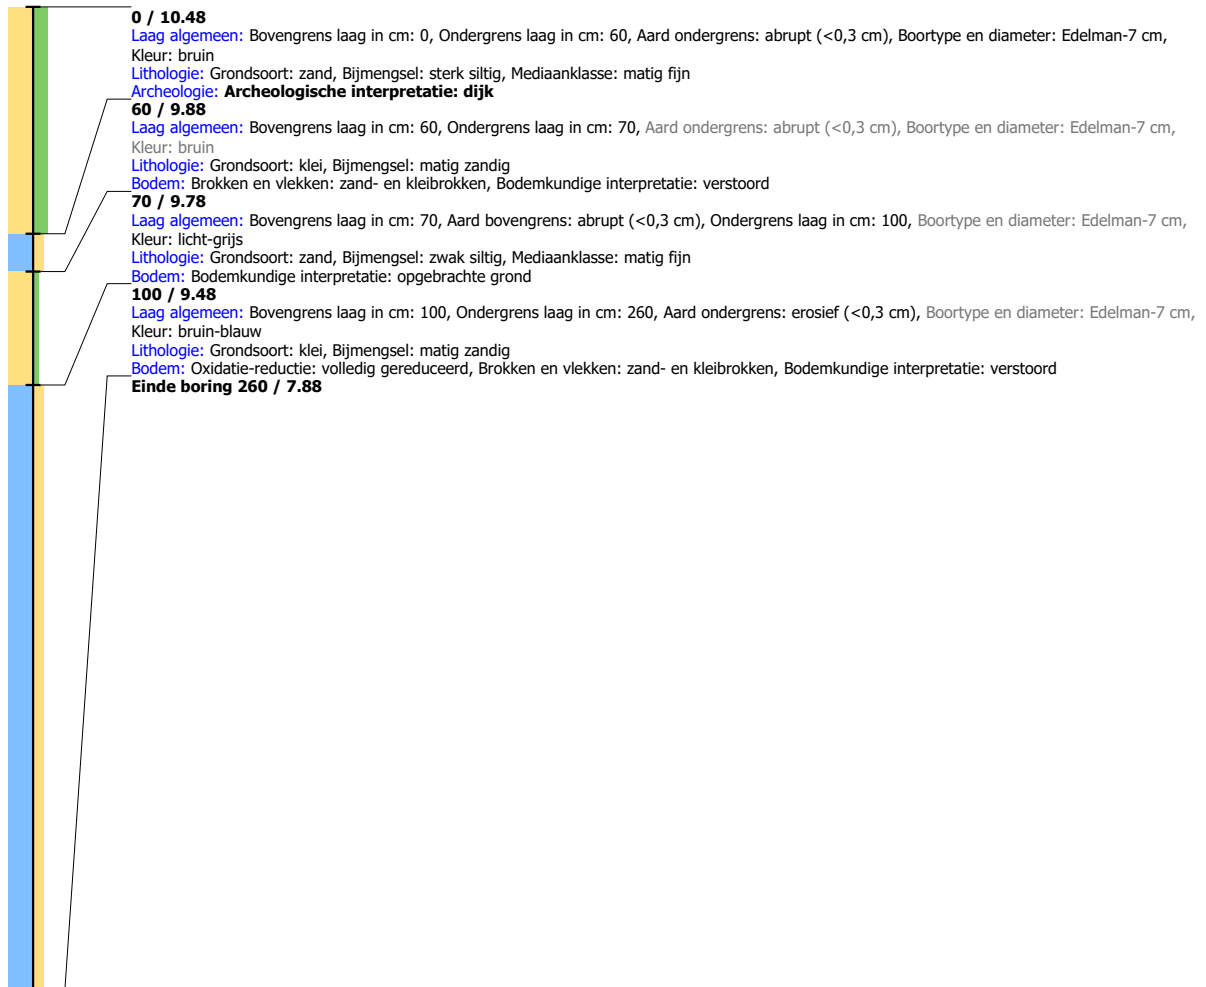 0 / 10.48
Laag algemeen: Bovengrens laag in cm: 0, Ondergrens laag in cm: 60, Aard ondergrens: abrupt (<0,3 cm), Boortype en diameter: Edelman-7 cm,
Kleur: bruin
Lithologie: Grondsoort: zand, Bijmengsel: sterk siltig, Mediaanklasse: matig fijn
Archeologie: Archeologische interpretatie: dijk
60 / 9.88
Laag algemeen: Bovengrens laag in cm: 60, Ondergrens laag in cm: 70, Aard ondergrens: abrupt (<0,3 cm), Boortype en diameter: Edelman-7 cm,
Kleur: bruin
Lithologie: Grondsoort: klei, Bijmengsel: matig zandig
Bodem: Brokken en vlekken: zand- en kleibrokken, Bodemkundige interpretatie: verstoord
70 / 9.78
Laag algemeen: Bovengrens laag in cm: 70, Aard bovengrens: abrupt (<0,3 cm), Ondergrens laag in cm: 100, Boortype en diameter: Edelman-7 cm,
Kleur: licht-grijs
Lithologie: Grondsoort: zand, Bijmengsel: zwak siltig, Mediaanklasse: matig fijn
Bodem: Bodemkundige interpretatie: opgebrachte grond
100 / 9.48
Laag algemeen: Bovengrens laag in cm: 100, Ondergrens laag in cm: 260, Aard ondergrens: erosief (<0,3 cm), Boortype en diameter: Edelman-7 cm,
Kleur: bruin-blauw
Lithologie: Grondsoort: klei, Bijmengsel: matig zandig
Bodem: Oxidatie-reductie: volledig gereduceerd, Brokken en vlekken: zand- en kleibrokken, Bodemkundige interpretatie: verstoord
Einde boring 260 / 7.88